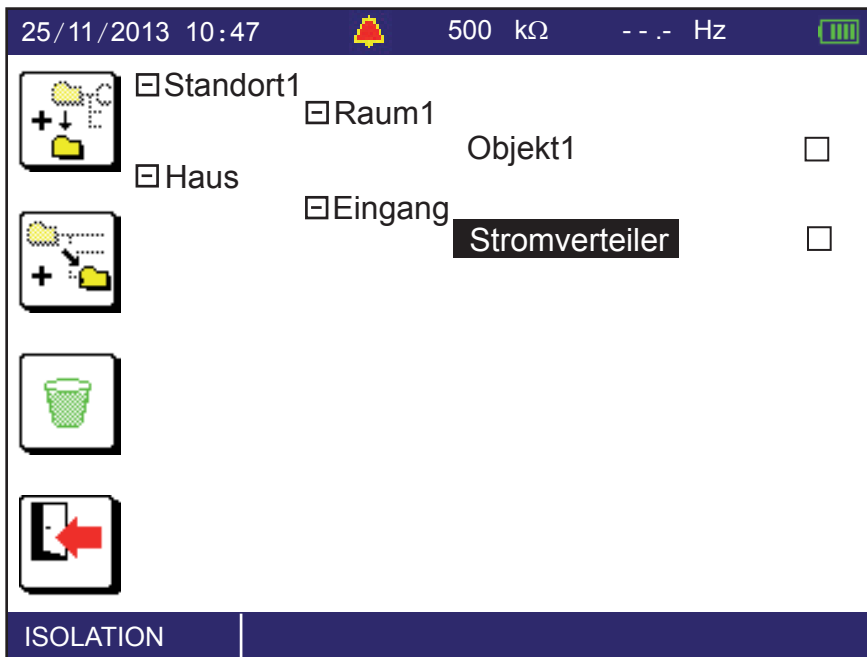 25/11/2013 10:47 500 kΩ - - .- Hz
Standort1
Raum1
Objekt1
Haus
Eingang
Stromverteiler
ISOLATION